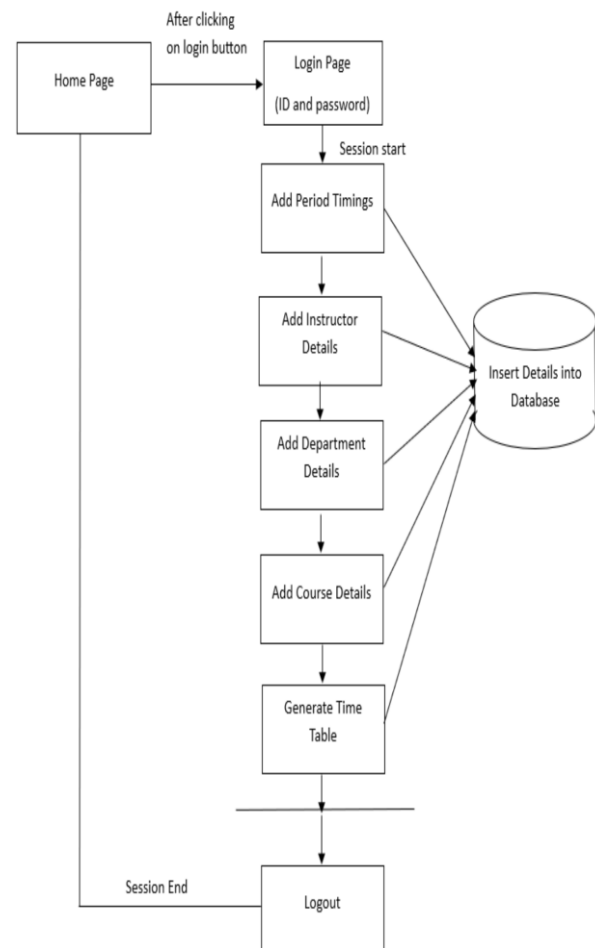 After clicking
on login button
Home Page
Login Page
(ID and password)
Session start
Add Period Timings
Add Instructor
Details
Insert Details into
Database
Add Department
Details
Add Course Details
Generate Time
Table
Session End
Logout